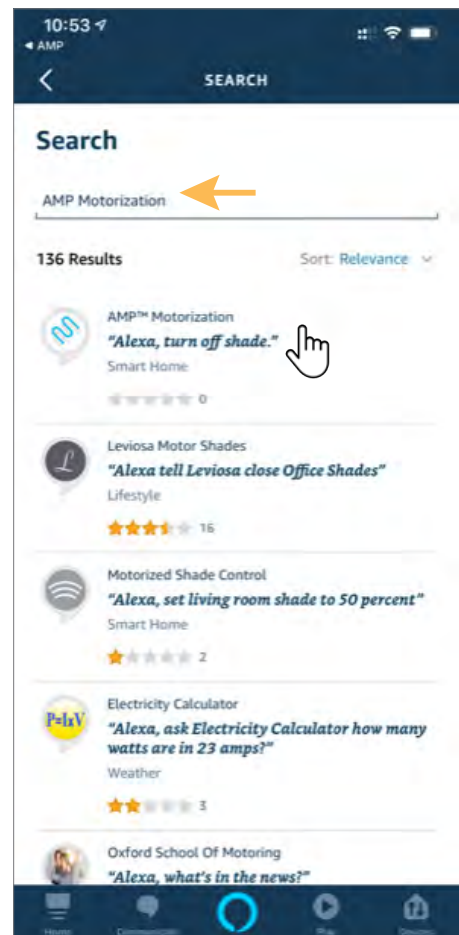 10:53
AMP
SEARCH
Search
AMP Motorization
136 Results Sort: Relevance
AMP™ Motorization
"Alexa, turn off shade."
Smart Home
0
L
Leviosa Motor Shades
"Alexa tell Leviosa close Office Shades"
Lifestyle
16
Motorized Shade Control
"Alexa, set living room shade to 50 percent"
Smart Home
2
P=IxV
Electricity Calculator
"Alexa, ask Electricity Calculator how many
watts are in 23 amps?"
Weather
3
Oxford School Of Motoring
"Alexa, what's in the news?"
Home Play Devices